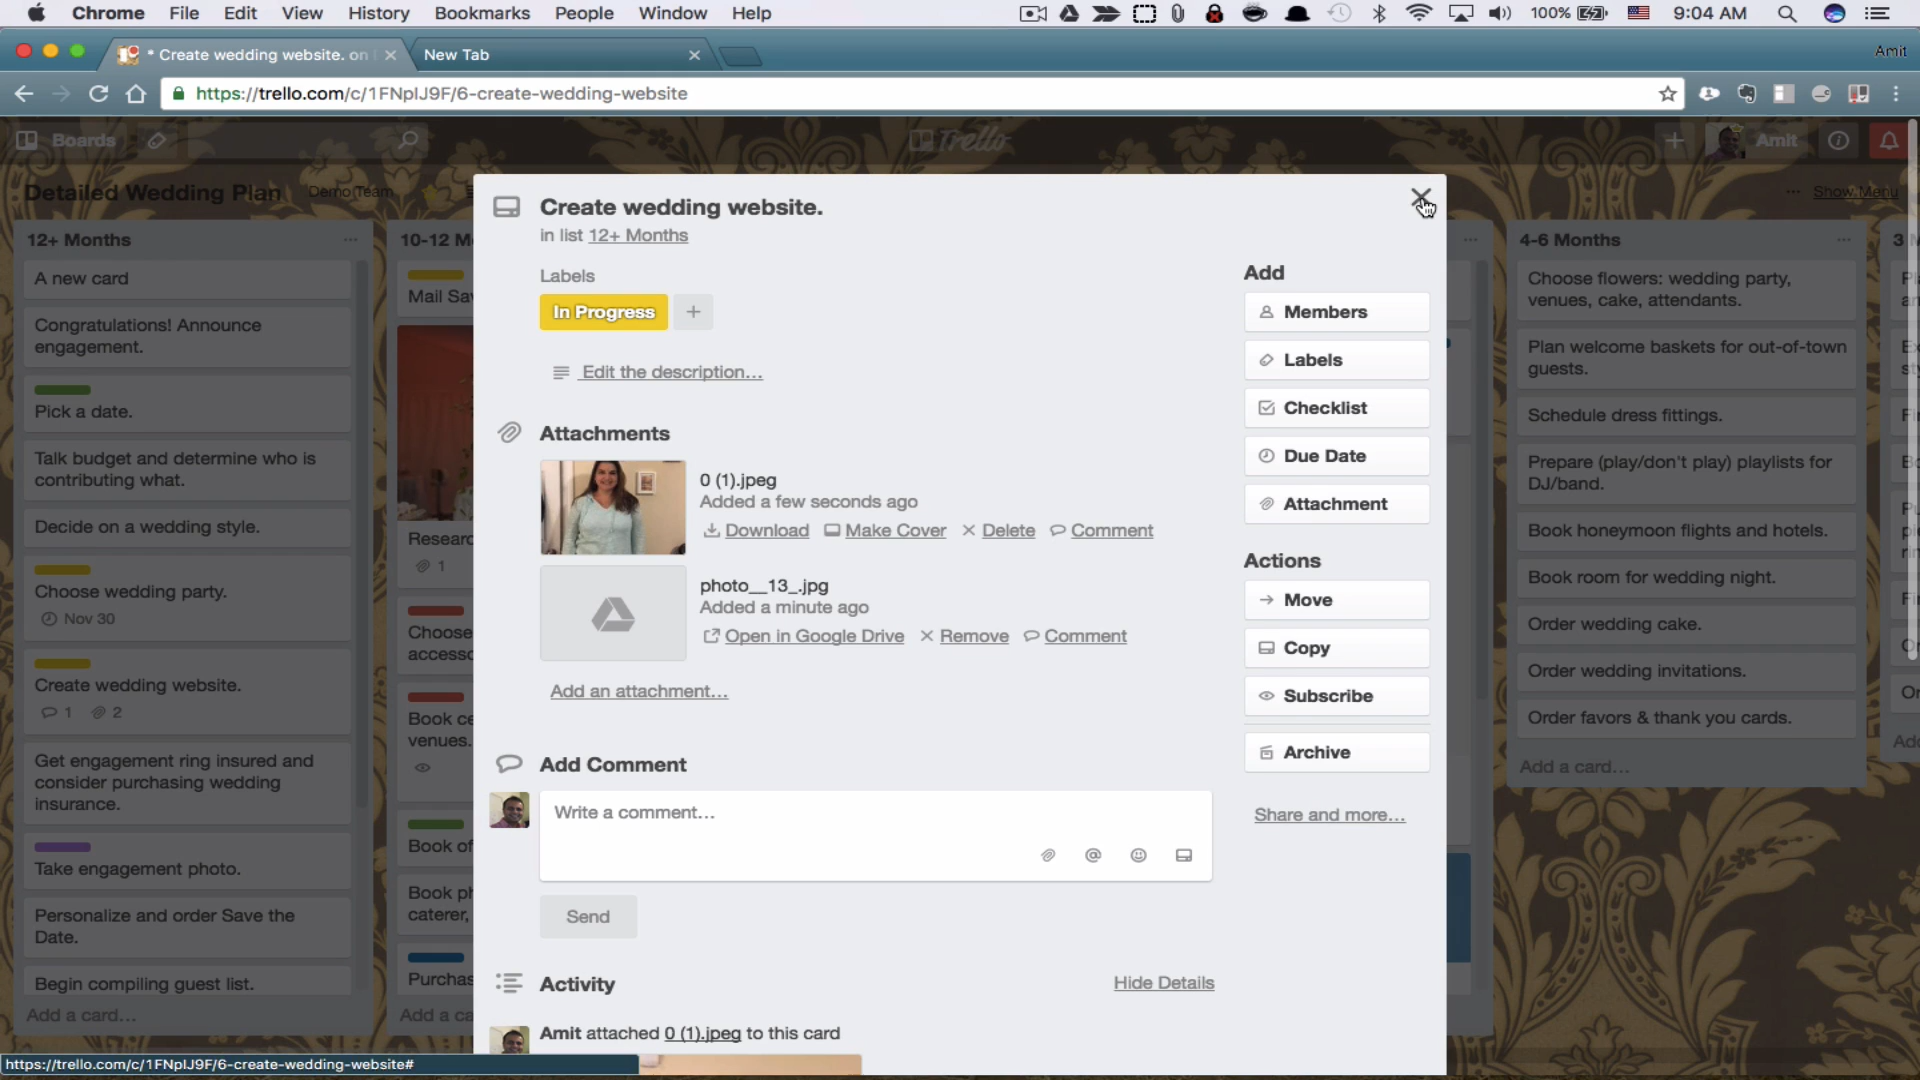 Chrome File Edit View History Bookmarks People Window Help 100% 9:04 AM
* Create wedding website. on
New Tab
Amit
https://trello.com/c/1FNpIJ9F/6-create-wedding-website
Boards
Trello
Amit
Detailed Wedding Plan
Demo Team
Show Menu
12+ Months
A new card
Congratulations! Announce
engagement.
Pick a date.
Talk budget and determine who is
contributing what.
Decide on a wedding style.
Choose wedding party.
Nov 30
Create wedding website.
1 2
Get engagement ring insured and
consider purchasing wedding
insurance.
Take engagement photo.
Personalize and order Save the
Date.
Begin compiling guest list.
Add a card...
10-12 M
Mail Sav
Researc
1
Choose
accesso
Book ce
venues.
Book of
Book ph
caterer,
Purchas
Add a ca
Create wedding website.
in list 12+ Months
Labels
In Progress
Edit the description...
Attachments
0 (1).jpeg
Added a few seconds ago
Download Make Cover Delete Comment
photo__13_.jpg
Added a minute ago
Open in Google Drive Remove Comment
Add an attachment...
Add Comment
Write a comment...
@
Send
Activity
Hide Details
Amit attached 0 (1).jpeg to this card
Add
Members
Labels
Checklist
Due Date
Attachment
Actions
Move
Copy
Subscribe
Archive
Share and more...
4-6 Months
Choose flowers: wedding party,
venues, cake, attendants.
Plan welcome baskets for out-of-town
guests.
Schedule dress fittings.
Prepare (play/don't play) playlists for
DJ/band.
Book honeymoon flights and hotels.
Book room for wedding night.
Order wedding cake.
Order wedding invitations.
Order favors & thank you cards.
Add a card...
3 M
https://trello.com/c/1FNpIJ9F/6-create-wedding-website#